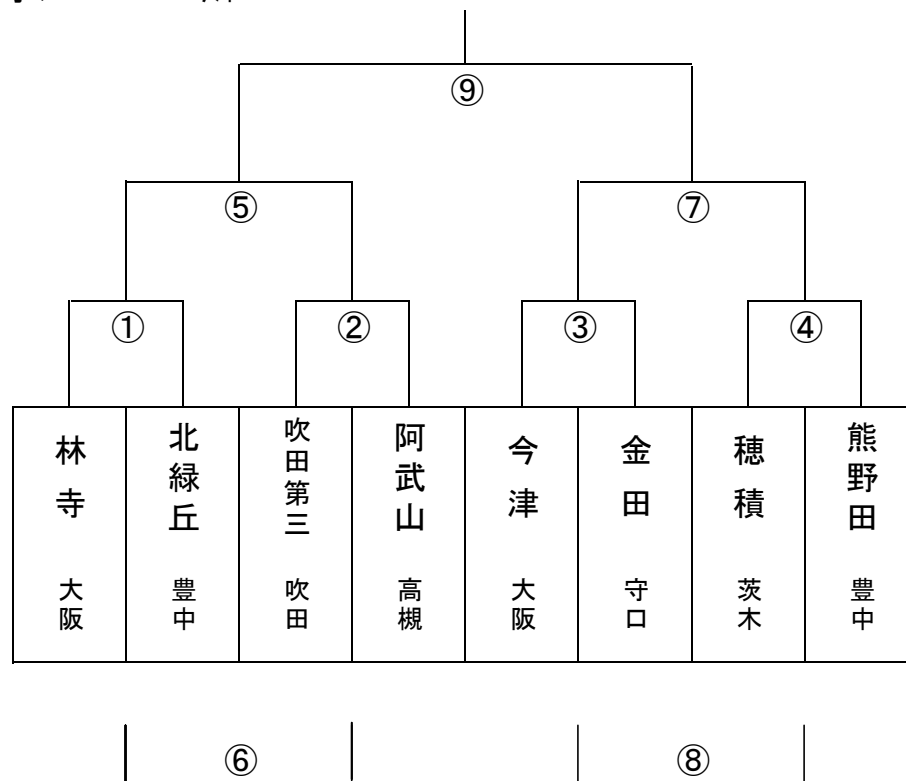 ⑨
⑤
⑦
①
②
③
④
林寺
北緑丘
吹田第三
阿武山
今津
金田
穂積
熊野田
大阪
豊中
吹田
高槻
大阪
守口
茨木
豊中
⑥
⑧